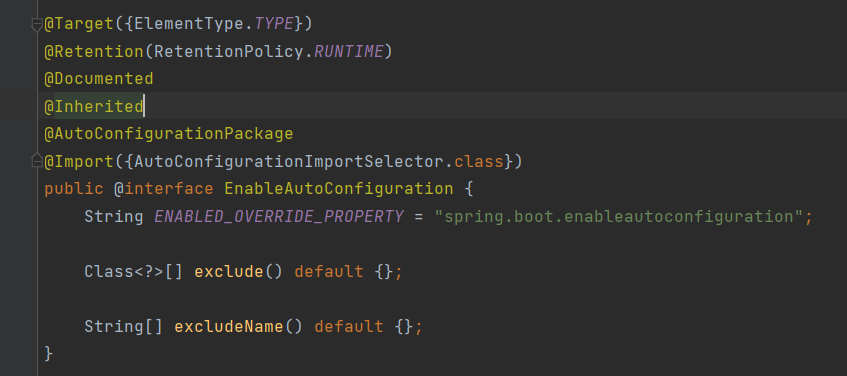 @Target({ElementType.TYPE})
@Retention(RetentionPolicy.RUNTIME)
@Documented
@Inherited
@AutoConfigurationPackage
@Import({AutoConfigurationImportSelector.class})
public @interface EnableAutoConfiguration {
    String ENABLED_OVERRIDE_PROPERTY = "spring.boot.enableautoconfiguration";

    Class<?>[] exclude() default {};

    String[] excludeName() default {};
}